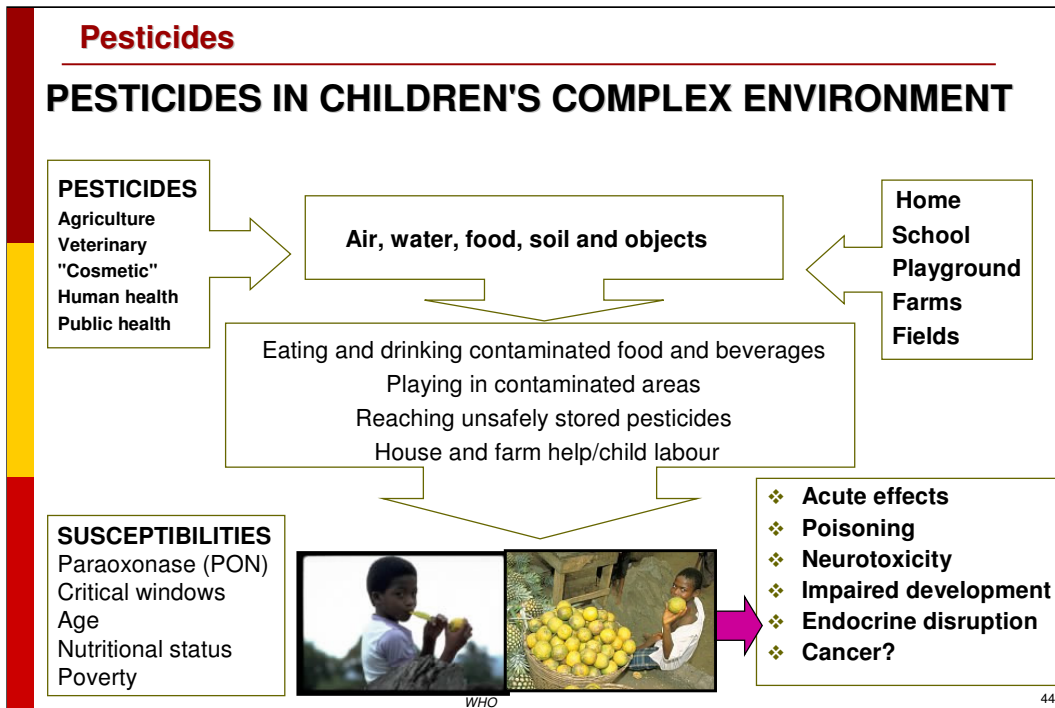 Pesticides
PESTICIDES IN CHILDREN'S COMPLEX ENVIRONMENT
PESTICIDES
Agriculture
Veterinary
"Cosmetic"
Human health
Public health
Air, water, food, soil and objects
Home
School
Playground
Farms
Fields
Eating and drinking contaminated food and beverages
Playing in contaminated areas
Reaching unsafely stored pesticides
House and farm help/child labour
SUSCEPTIBILITIES
Paraoxonase (PON)
Critical windows
Age
Nutritional status
Poverty
❖ Acute effects
❖ Poisoning
❖ Neurotoxicity
❖ Impaired development
❖ Endocrine disruption
❖ Cancer?
WHO
44